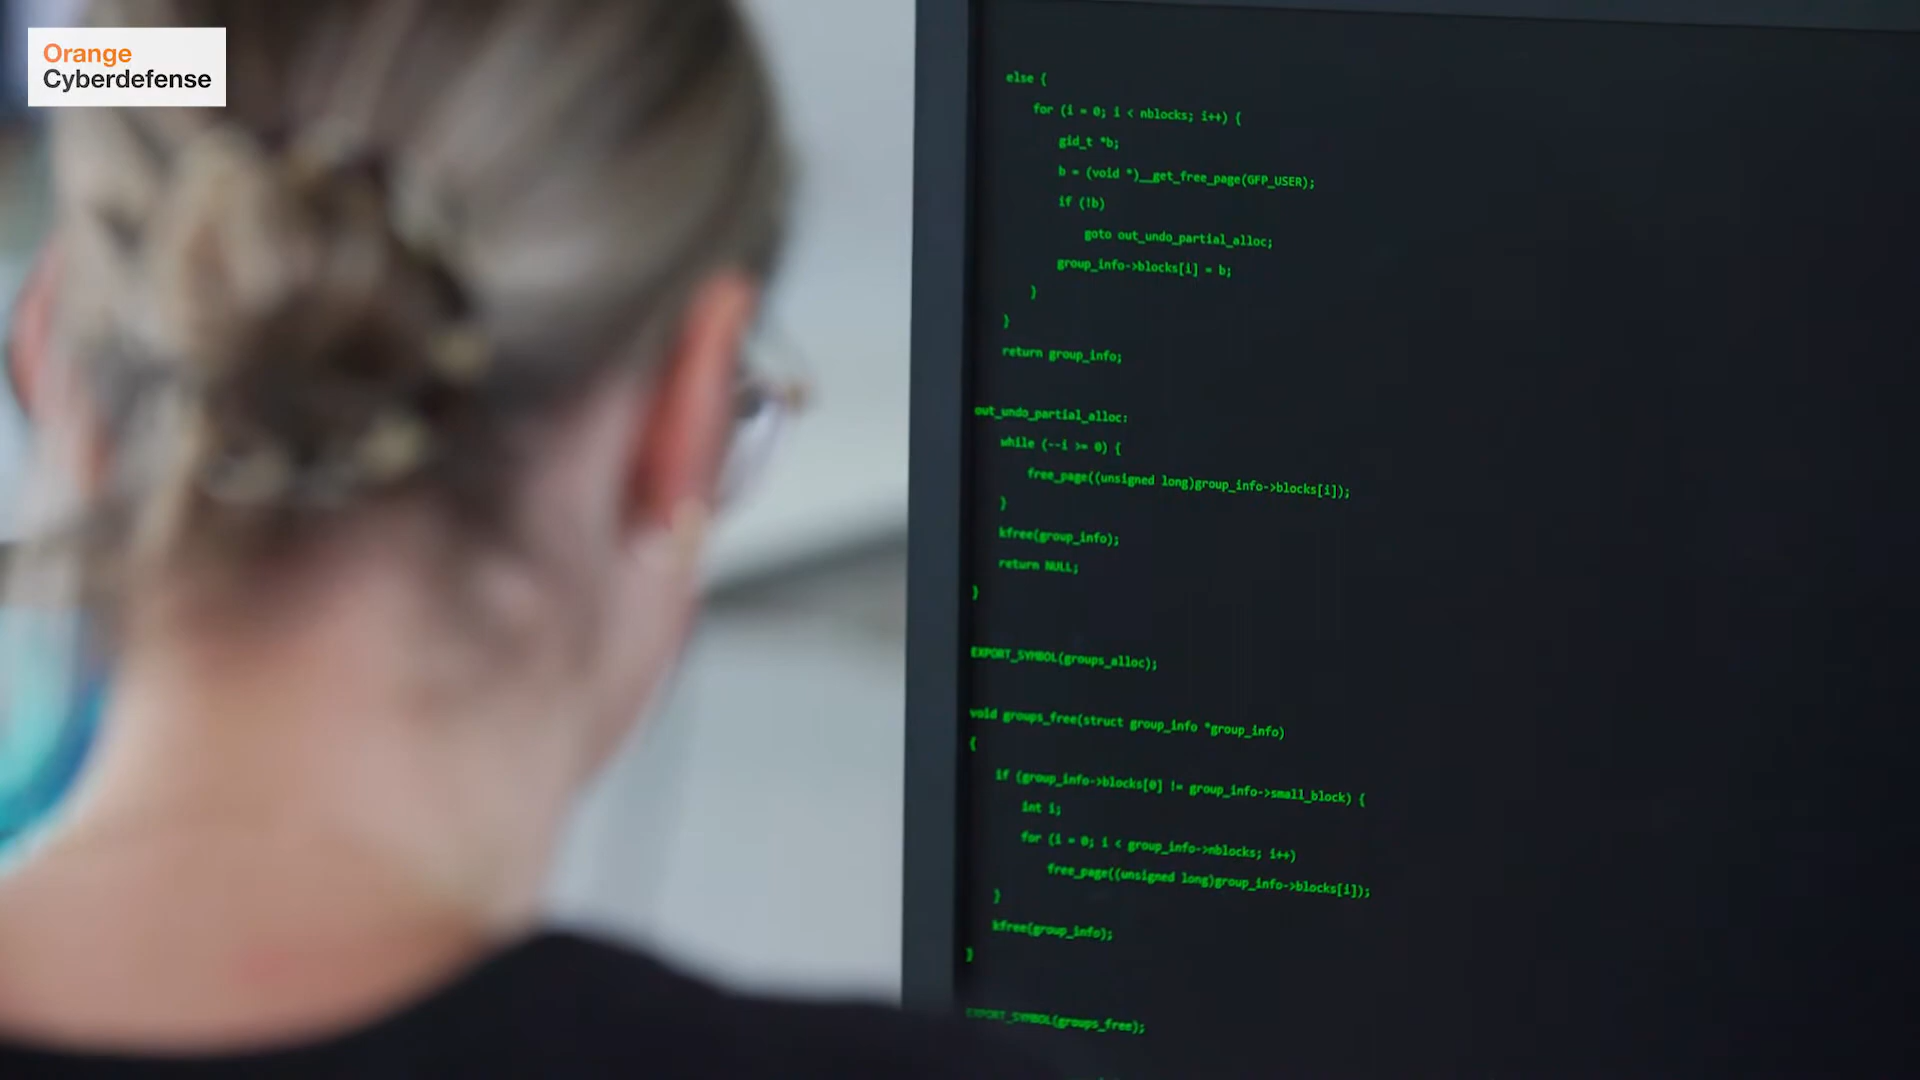 Orange
Cyberdefense
else {
for (i = 0; i < nblocks; i++) {
gid_t *b;
b = (void *)__get_free_page(GFP_USER);
if (!b)
goto out_undo_partial_alloc;
group_info->blocks[i] = b;
}
}
return group_info;
out_undo_partial_alloc:
while (--i >= 0) {
free_page((unsigned long)group_info->blocks[i]);
}
kfree(group_info);
return NULL;
}
EXPORT_SYMBOL(groups_alloc);
void groups_free(struct group_info *group_info)
{
if (group_info->blocks[0] != group_info->small_block) {
int i;
for (i = 0; i < group_info->nblocks; i++)
free_page((unsigned long)group_info->blocks[i]);
}
kfree(group_info);
}
EXPORT_SYMBOL(groups_free);